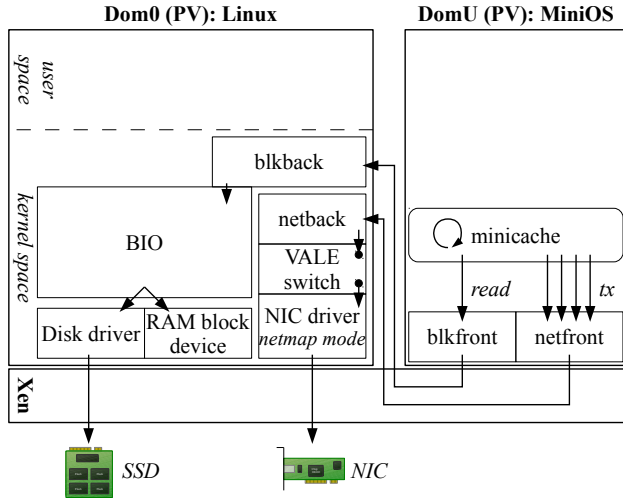 Dom0 (PV): Linux
DomU (PV): MiniOS
user
space
kernel space
blkback
BIO
netback
VALE
switch
minicache
read
tx
Disk driver
RAM block
device
NIC driver
netmap mode
blkfront
netfront
Xen
SSD
NIC